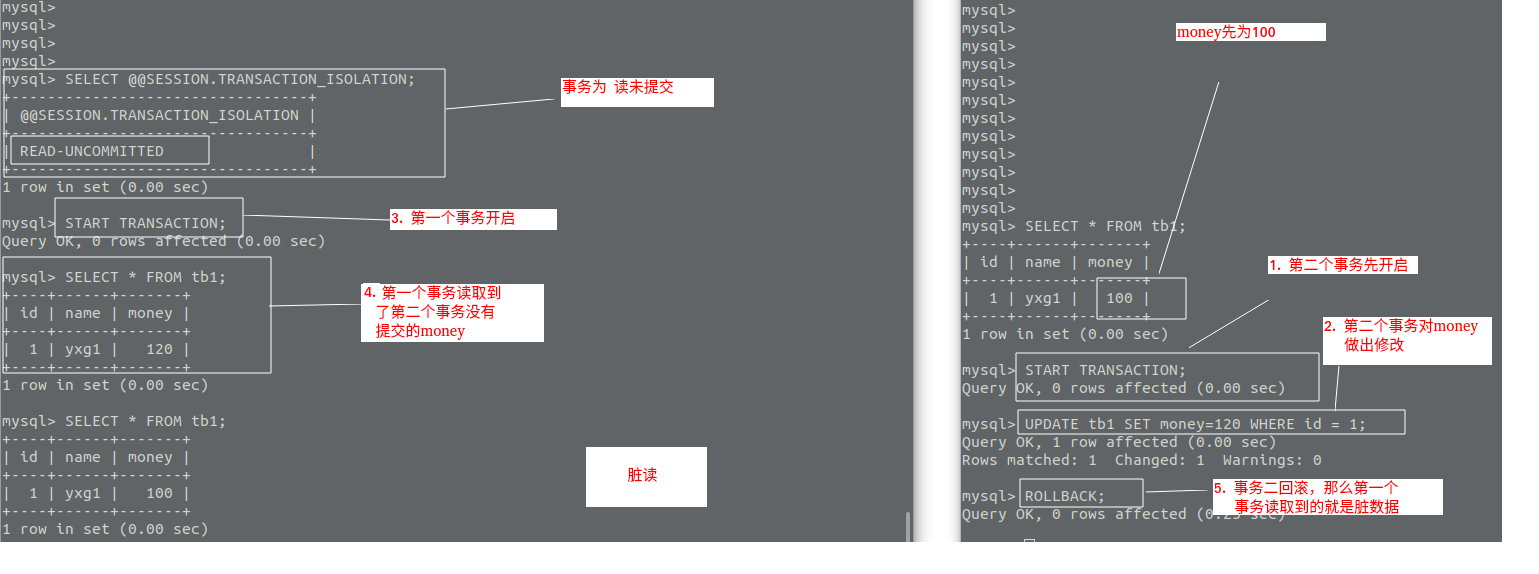 mysql>
mysql>
mysql>
mysql>
mysql> SELECT @@SESSION.TRANSACTION_ISOLATION;
+---------------------------------+
| @@SESSION.TRANSACTION_ISOLATION |
+---------------------------------+
| READ-UNCOMMITTED                |
+---------------------------------+
1 row in set (0.00 sec)
mysql> START TRANSACTION;
Query OK, 0 rows affected (0.00 sec)
mysql> SELECT * FROM tb1;
+----+------+-------+
| id | name | money |
+----+------+-------+
|  1 | yxg1 |   120 |
+----+------+-------+
1 row in set (0.00 sec)
mysql> SELECT * FROM tb1;
+----+------+-------+
| id | name | money |
+----+------+-------+
|  1 | yxg1 |   100 |
+----+------+-------+
1 row in set (0.00 sec)
事务为 读未提交
3. 第一个事务开启
4. 第一个事务读取到
了第二个事务没有
提交的money
脏读
mysql>
mysql>
mysql>
mysql>
mysql>
mysql>
mysql>
mysql>
mysql>
mysql>
mysql>
mysql>
mysql> SELECT * FROM tb1;
+----+------+-------+
| id | name | money |
+----+------+-------+
|  1 | yxg1 |   100 |
+----+------+-------+
1 row in set (0.00 sec)
mysql> START TRANSACTION;
Query OK, 0 rows affected (0.00 sec)
mysql> UPDATE tb1 SET money=120 WHERE id = 1;
Query OK, 1 row affected (0.00 sec)
Rows matched: 1  Changed: 1  Warnings: 0
mysql> ROLLBACK;
Query OK, 0 rows affected (0.23 sec)
money先为100
1. 第二个事务先开启
2. 第二个事务对money
做出修改
5. 事务二回滚，那么第一个
事务读取到的就是脏数据